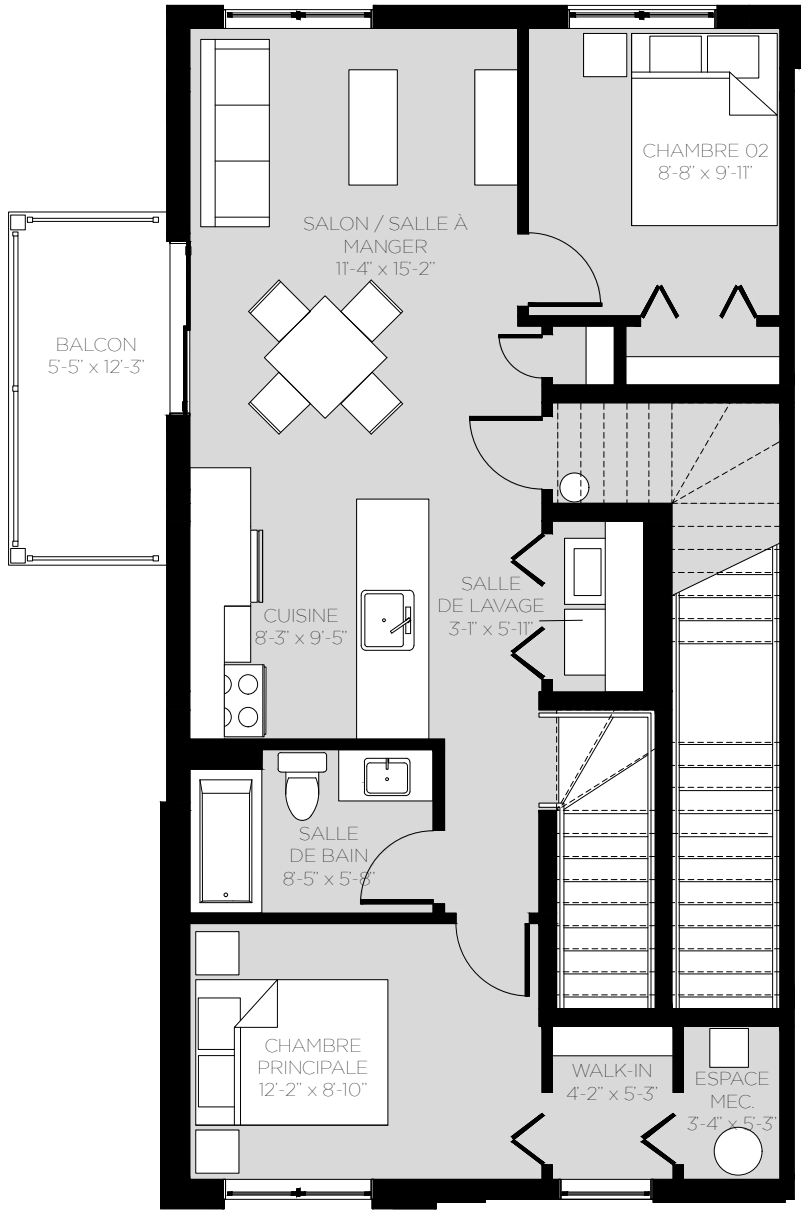 CHAMBRE 02
8'-8" x 9'-11"
SALON / SALLE À
MANGER
11'-4" x 15'-2"
BALCON
5'-5" x 12'-3"
SALLE
DE LAVAGE
3'-1" x 5'-11"
CUISINE
8'-3" x 9'-5"
SALLE
DE BAIN
8'-5" x 5'-8"
CHAMBRE
PRINCIPALE
12'-2" x 8'-10"
WALK-IN
4'-2" x 5'-3"
ESPACE
MEC.
3'-4" x 5'-3"